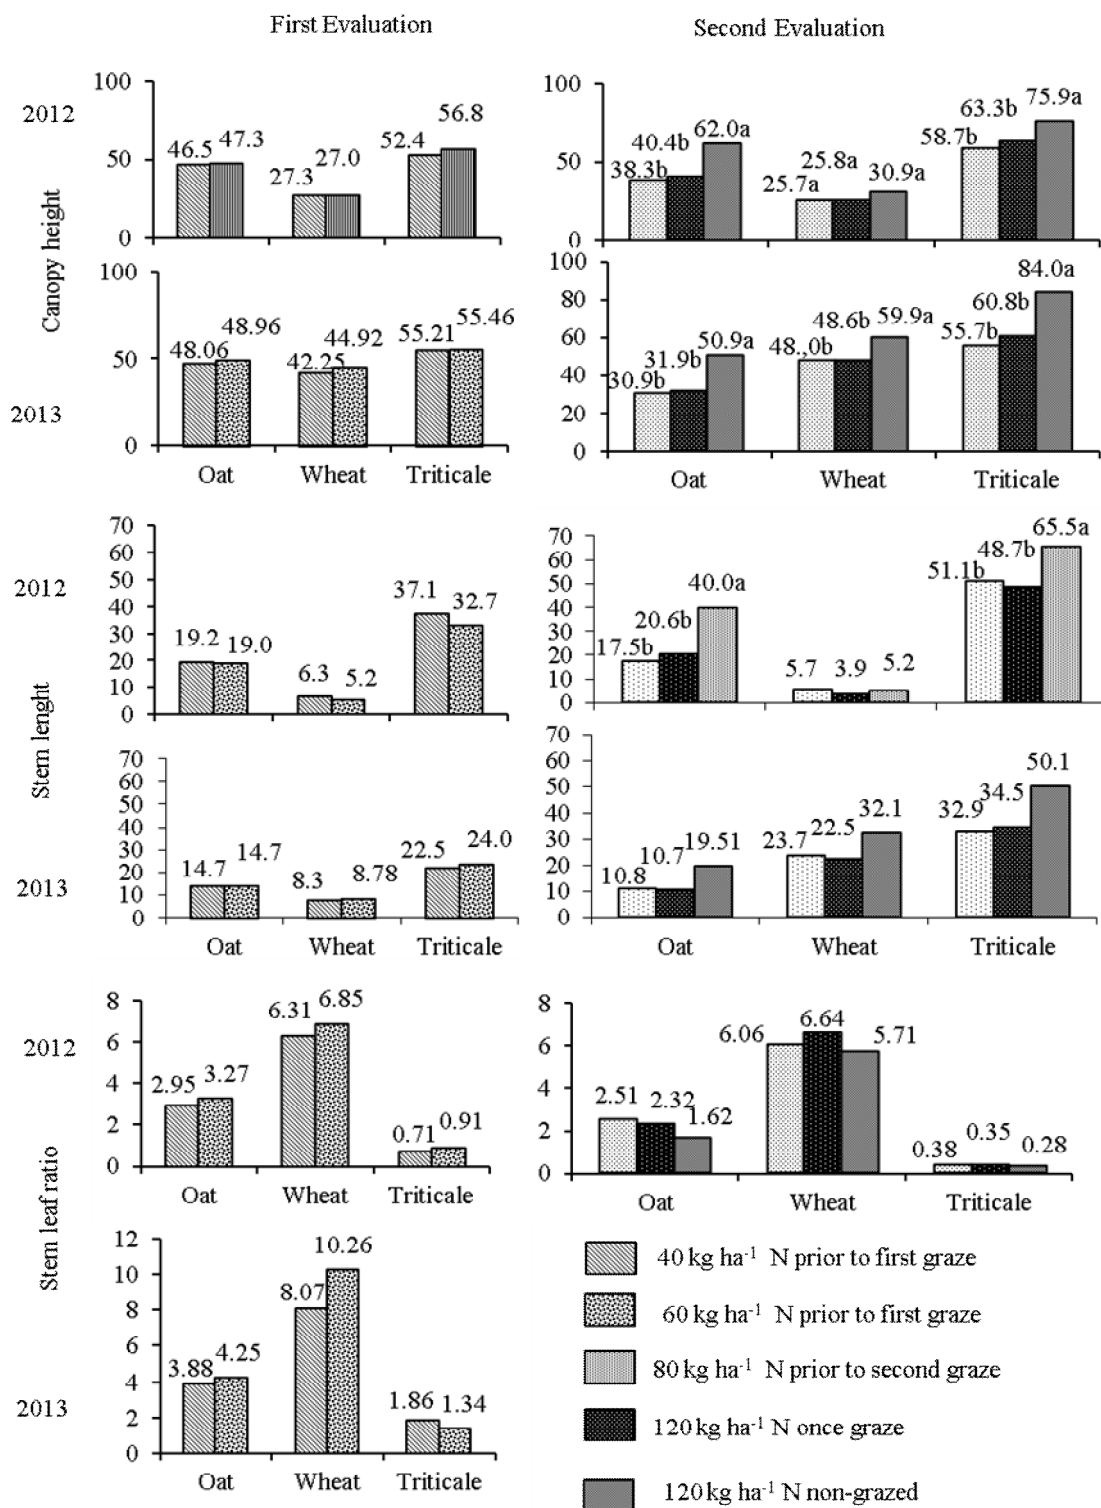 First Evaluation
Second Evaluation
2012
Canopy height
100
50
0
46.5
47.3
27.3
27.0
52.4
56.8
100
50
0
38.3b
40.4b
62.0a
25.7a
25.8a
30.9a
58.7b
63.3b
75.9a
2013
100
50
0
48.06
48.96
42.25
44.92
55.21
55.46
Oat
Wheat
Triticale
100
80
60
40
20
0
30.9b
31.9b
50.9a
48.,0b
48.6b
59.9a
55.7b
60.8b
84.0a
Oat
Wheat
Triticale
2012
Stem lenght
70
60
50
40
30
20
10
0
19.2
19.0
6.3
5.2
37.1
32.7
70
60
50
40
30
20
10
0
17.5b
20.6b
40.0a
5.7
3.9
5.2
51.1b
48.7b
65.5a
2013
70
60
50
40
30
20
10
0
14.7
14.7
8.3
8.78
22.5
24.0
Oat
Wheat
Triticale
70
60
50
40
30
20
10
0
10.8
10.7
19.51
23.7
22.5
32.1
32.9
34.5
50.1
Oat
Wheat
Triticale
2012
Stem leaf ratio
8
6
4
2
0
2.95
3.27
6.31
6.85
0.71
0.91
Oat
Wheat
Triticale
8
6
4
2
0
2.51
2.32
1.62
6.06
6.64
5.71
0.38
0.35
0.28
Oat
Wheat
Triticale
2013
12
10
8
6
4
2
0
3.88
4.25
8.07
10.26
1.86
1.34
Oat
Wheat
Triticale
40 kg ha⁻¹ N prior to first graze
60 kg ha⁻¹ N prior to first graze
80 kg ha⁻¹ N prior to second graze
120 kg ha⁻¹ N once graze
120 kg ha⁻¹ N non-grazed